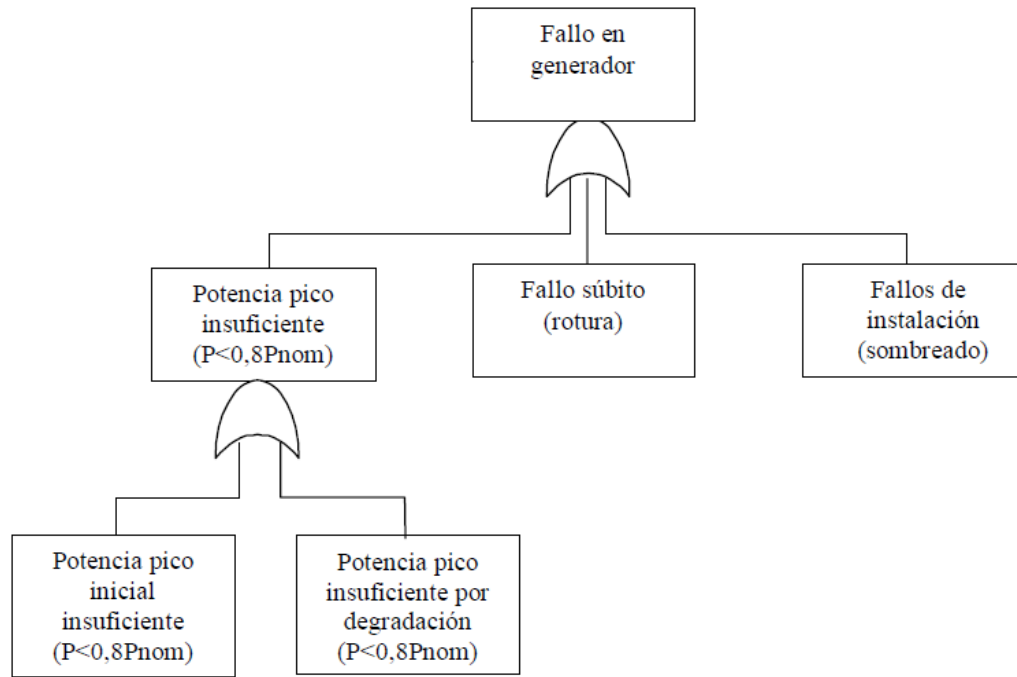 Fallo en
generador
Potencia pico
insuficiente
(P<0,8Pnom)
Fallo súbito
(rotura)
Fallos de
instalación
(sombreado)
Potencia pico
inicial
insuficiente
(P<0,8Pnom)
Potencia pico
insuficiente por
degradación
(P<0,8Pnom)